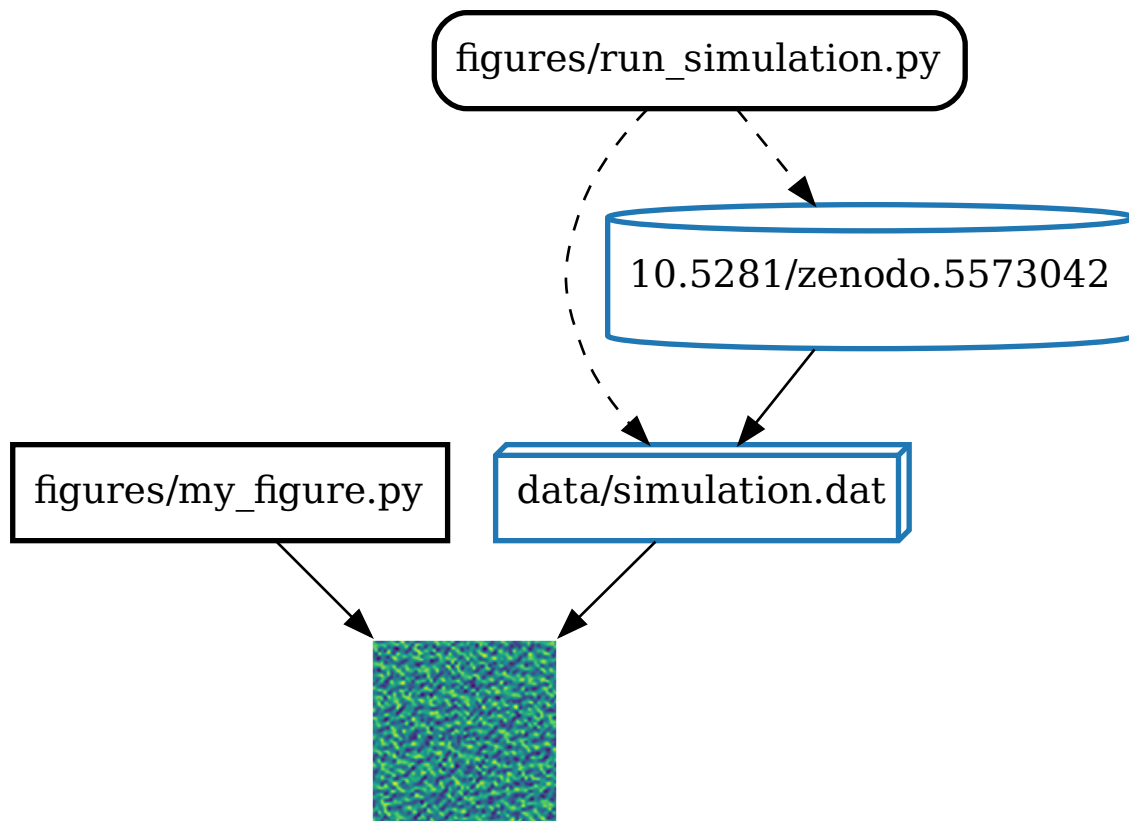 figures/run_simulation.py
10.5281/zenodo.5573042
figures/my_figure.py
data/simulation.dat